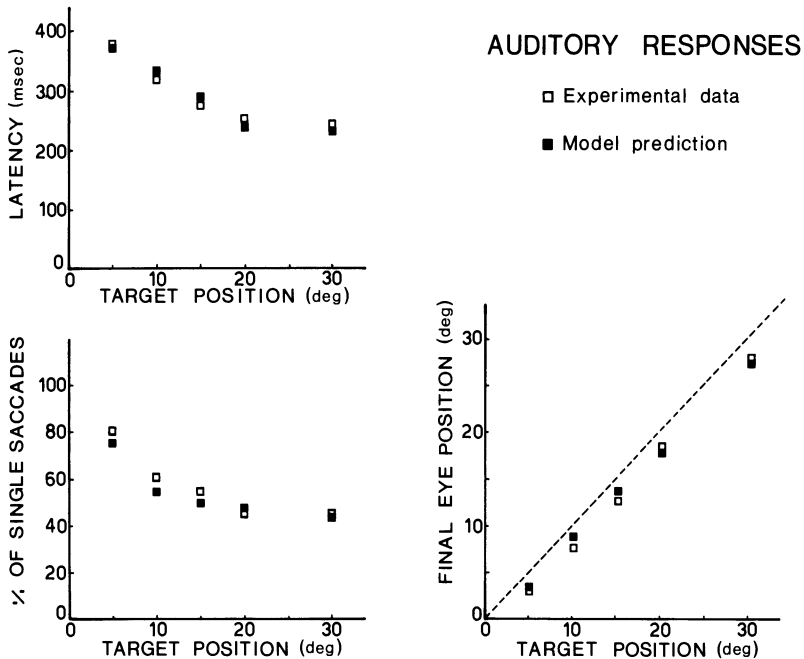 AUDITORY RESPONSES
Experimental data
Model prediction
LATENCY (msec)
400
300
200
100
0
0 10 20 30
TARGET POSITION (deg)
% OF SINGLE SACCADES
100
80
60
40
20
0
0 10 20 30
TARGET POSITION (deg)
FINAL EYE POSITION (deg)
30
20
10
0
0 10 20 30
TARGET POSITION (deg)